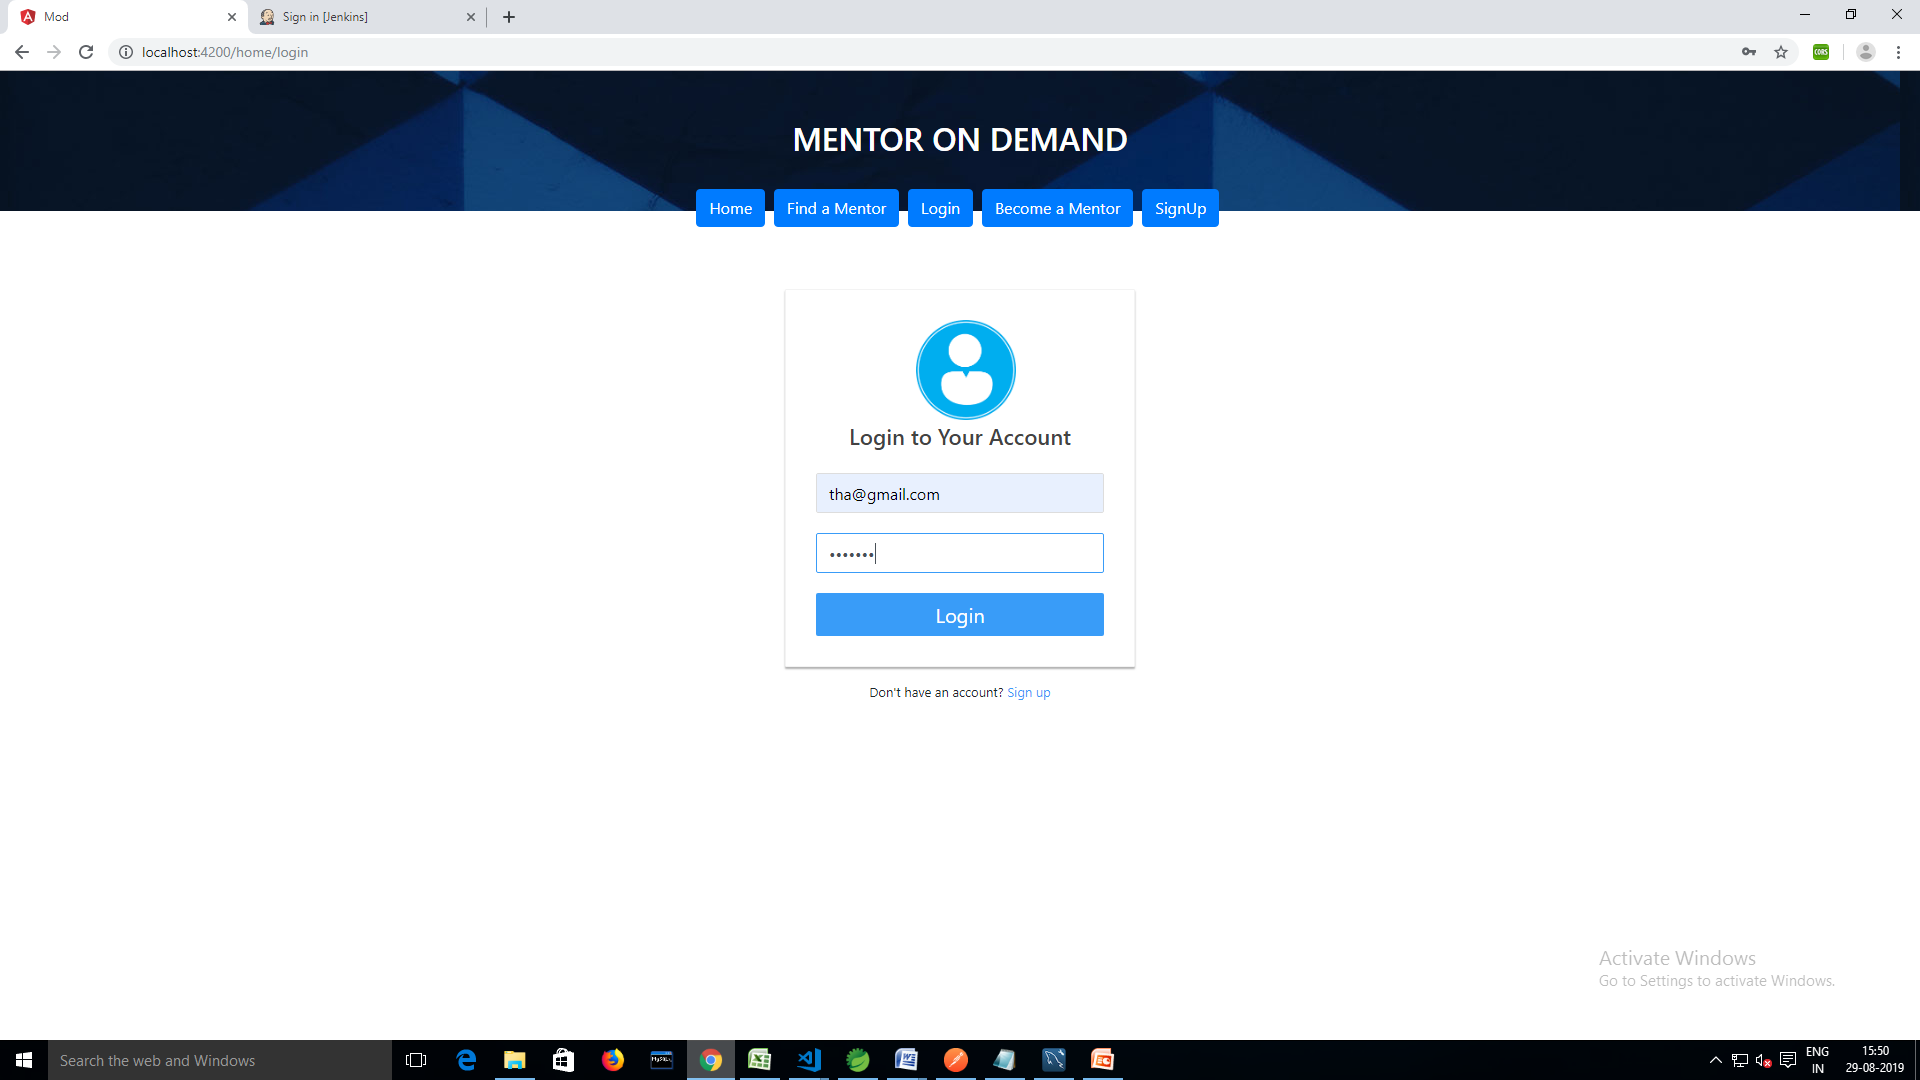 Mod
Sign in [Jenkins]
localhost:4200/home/login
CORS
MENTOR ON DEMAND
Home Find a Mentor Login Become a Mentor SignUp
Login to Your Account
tha@gmail.com
•••••••
Login
Don't have an account? Sign up
Activate Windows
Go to Settings to activate Windows.
Search the web and Windows
MySQL
ENG
IN
15:50
29-08-2019